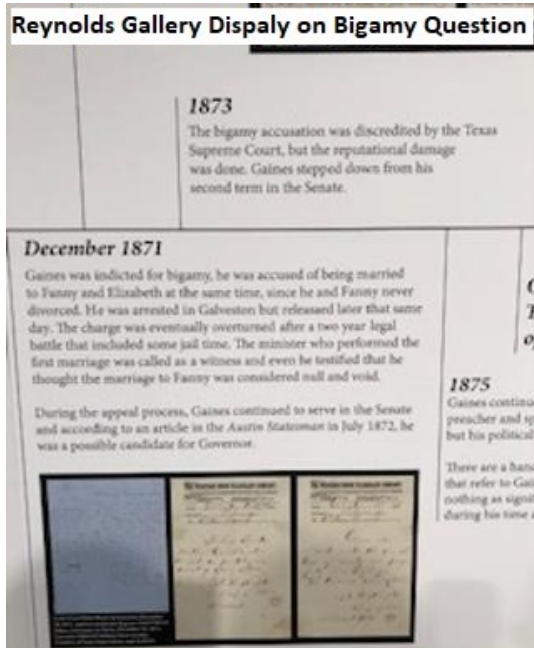 Reynolds Gallery Dispaly on Bigamy Question
1873
The bigamy accusation was discredited by the Texas
Supreme Court, but the reputational damage
was done. Gaines stepped down from his
second term in the Senate.
December 1871
Gaines was indicted for bigamy, he was accused of being married
to Fanny and Elizabeth at the same time, since he and Fanny never
divorced. He was arrested in Galveston but released later that same
day. The charge was eventually overturned after a two year legal
battle that included some jail time. The minister who performed the
first marriage was called as a witness and even he testified that he
thought the marriage to Fanny was considered null and void.
During the appeal process, Gaines continued to serve in the Senate
and according to an article in the Austin Statesman in July 1872, he
was a possible candidate for Governor.
1875
Gaines continu
preacher and sp
but his political
There are a hand
that refer to Gai
nothing as signif
during his time a